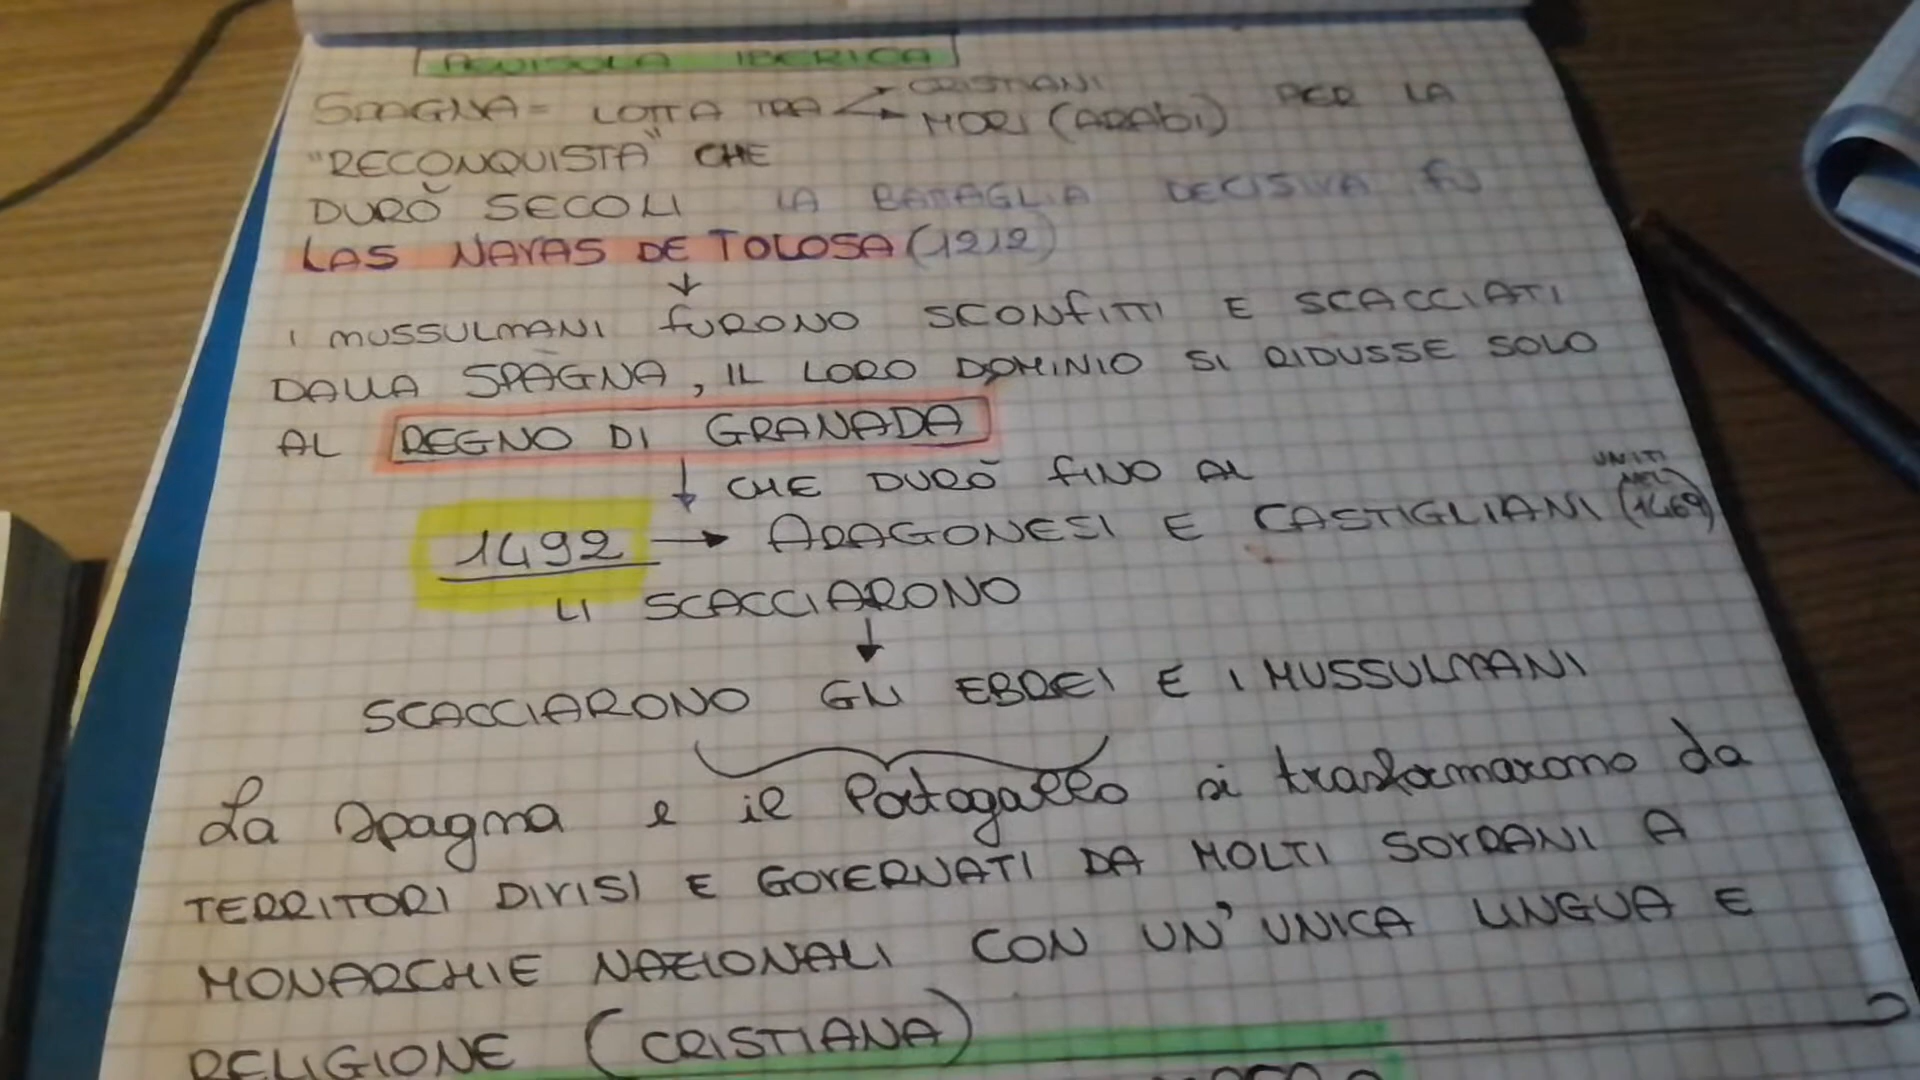 PENISOLA IBERICA
SPAGNA = LOTTA TRA CRISTIANI MORI (ARABI) PER LA
"RECONQUISTA" CHE
DURÒ SECOLI LA BATTAGLIA DECISIVA FU
LAS NAVAS DE TOLOSA (1212)
I MUSSULMANI FURONO SCONFITTI E SCACCIATI
DALLA SPAGNA, IL LORO DOMINIO SI RIDUSSE SOLO
AL REGNO DI GRANADA
CHE DURÒ FINO AL
1492 → ARAGONESI E CASTIGLIANI (UNITI NEL 1469)
LI SCACCIARONO
SCACCIARONO GLI EBREI E I MUSSULMANI
La Spagna e il Portogallo si trasformarono da
TERRITORI DIVISI E GOVERNATI DA MOLTI SOVRANI A
MONARCHIE NAZIONALI CON UN'UNICA LINGUA E
RELIGIONE (CRISTIANA)